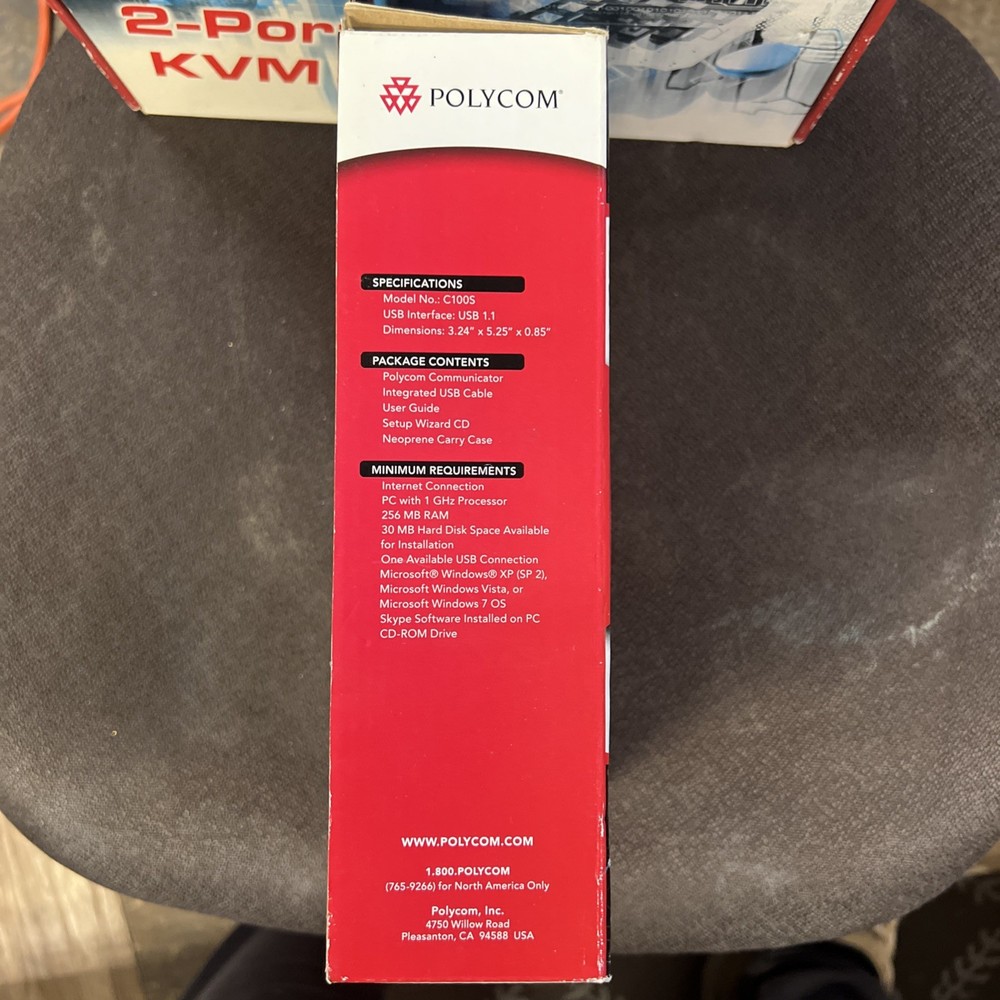 2-Por
KVM
POLYCOM®
SPECIFICATIONS
Model No.: C100S
USB Interface: USB 1.1
Dimensions: 3.24" x 5.25" x 0.85"
PACKAGE CONTENTS
Polycom Communicator
Integrated USB Cable
User Guide
Setup Wizard CD
Neoprene Carry Case
MINIMUM REQUIREMENTS
Internet Connection
PC with 1 GHz Processor
256 MB RAM
30 MB Hard Disk Space Available
for Installation
One Available USB Connection
Microsoft® Windows® XP (SP 2),
Microsoft Windows Vista, or
Microsoft Windows 7 OS
Skype Software Installed on PC
CD-ROM Drive
WWW.POLYCOM.COM
1.800.POLYCOM
(765-9266) for North America Only
Polycom, Inc.
4750 Willow Road
Pleasanton, CA 94588 USA